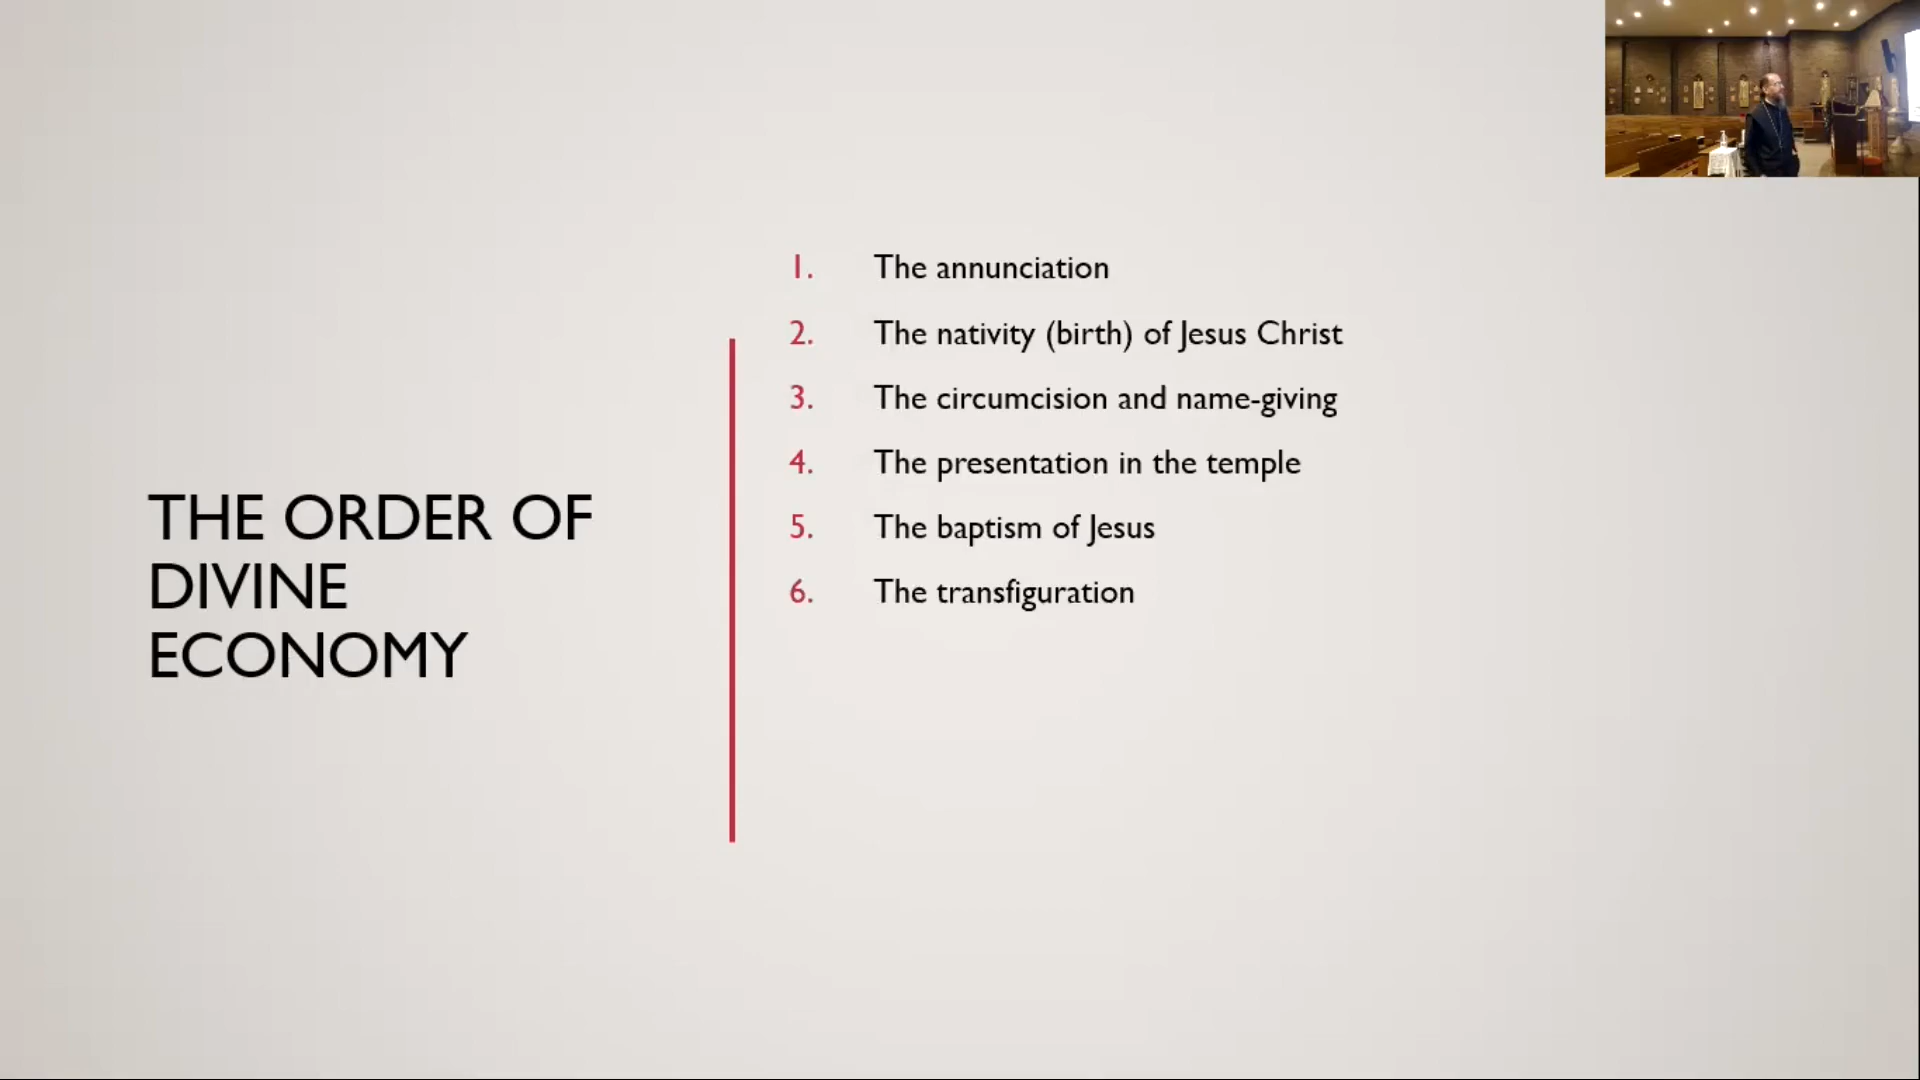 THE ORDER OF
DIVINE
ECONOMY
1. The annunciation
2. The nativity (birth) of Jesus Christ
3. The circumcision and name-giving
4. The presentation in the temple
5. The baptism of Jesus
6. The transfiguration